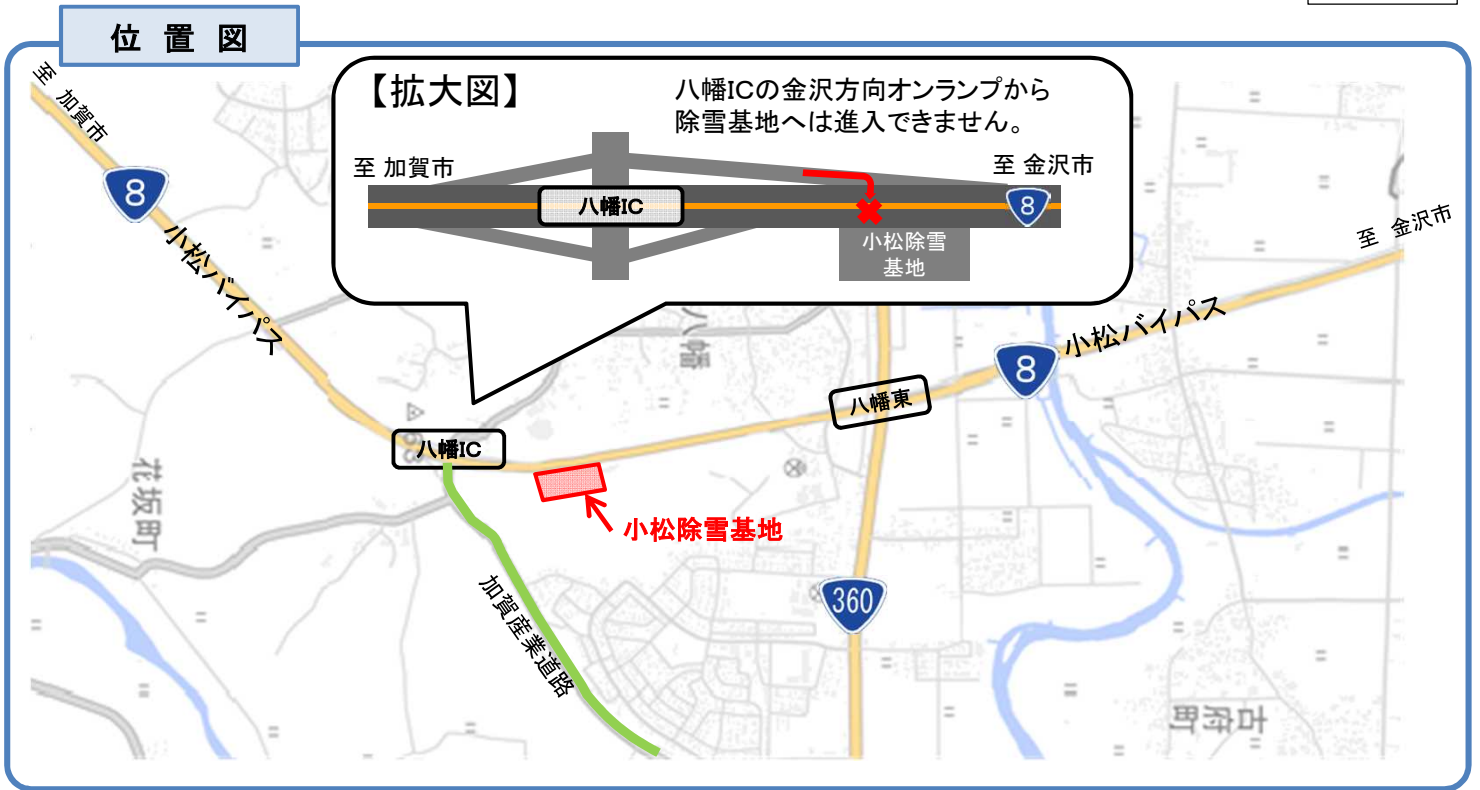 位 置 図
至 加賀市
8
小松バイパス
【拡大図】
八幡ICの金沢方向オンランプから
除雪基地へは進入できません。
至 加賀市
至 金沢市
八幡IC
8
小松除雪
基地
至 金沢市
小松バイパス
8
八幡
八幡東
八幡IC
花坂町
小松除雪基地
加賀産業道路
360
古府町